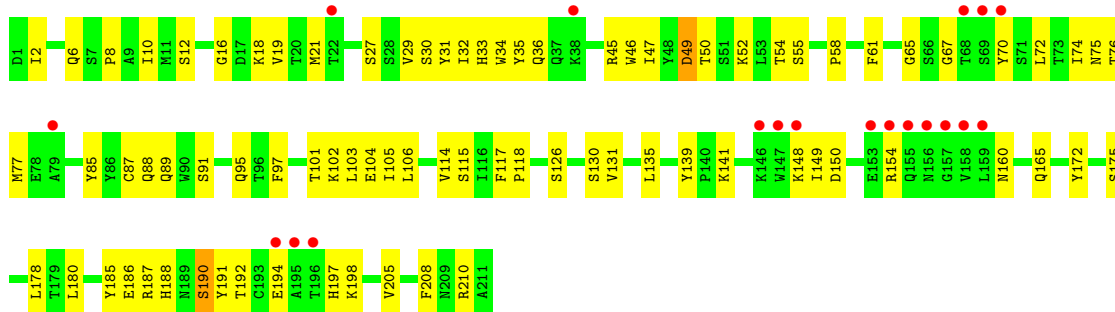 D1 I2 Q6 S7 P8 A9 I10 M11 S12 G16 D17 K18 V19 T20 M21 T22 S27 S28 V29 S30 Y31 I32 H33 W34 Y35 Q36 Q37 K38 R45 W46 I47 Y48 D49 T50 S51 K52 L53 T54 S55 P58 F61 G65 S66 G67 T68 S69 Y70 S71 L72 T73 I74 N75 T76
M77 E78 A79 Y85 Y86 C87 Q88 Q89 W90 S91 Q95 T96 F97 T101 K102 L103 E104 I105 L106 V114 S115 I116 F117 P118 S126 S130 V131 L135 Y139 P140 K141 K146 W147 K148 I149 D150 E153 R154 Q155 N156 G157 V158 L159 N160 Q165 Y172 S175
L178 T179 L180 Y185 E186 R187 H188 N189 S190 Y191 T192 C193 E194 A195 T196 H197 K198 V205 F208 N209 R210 A211